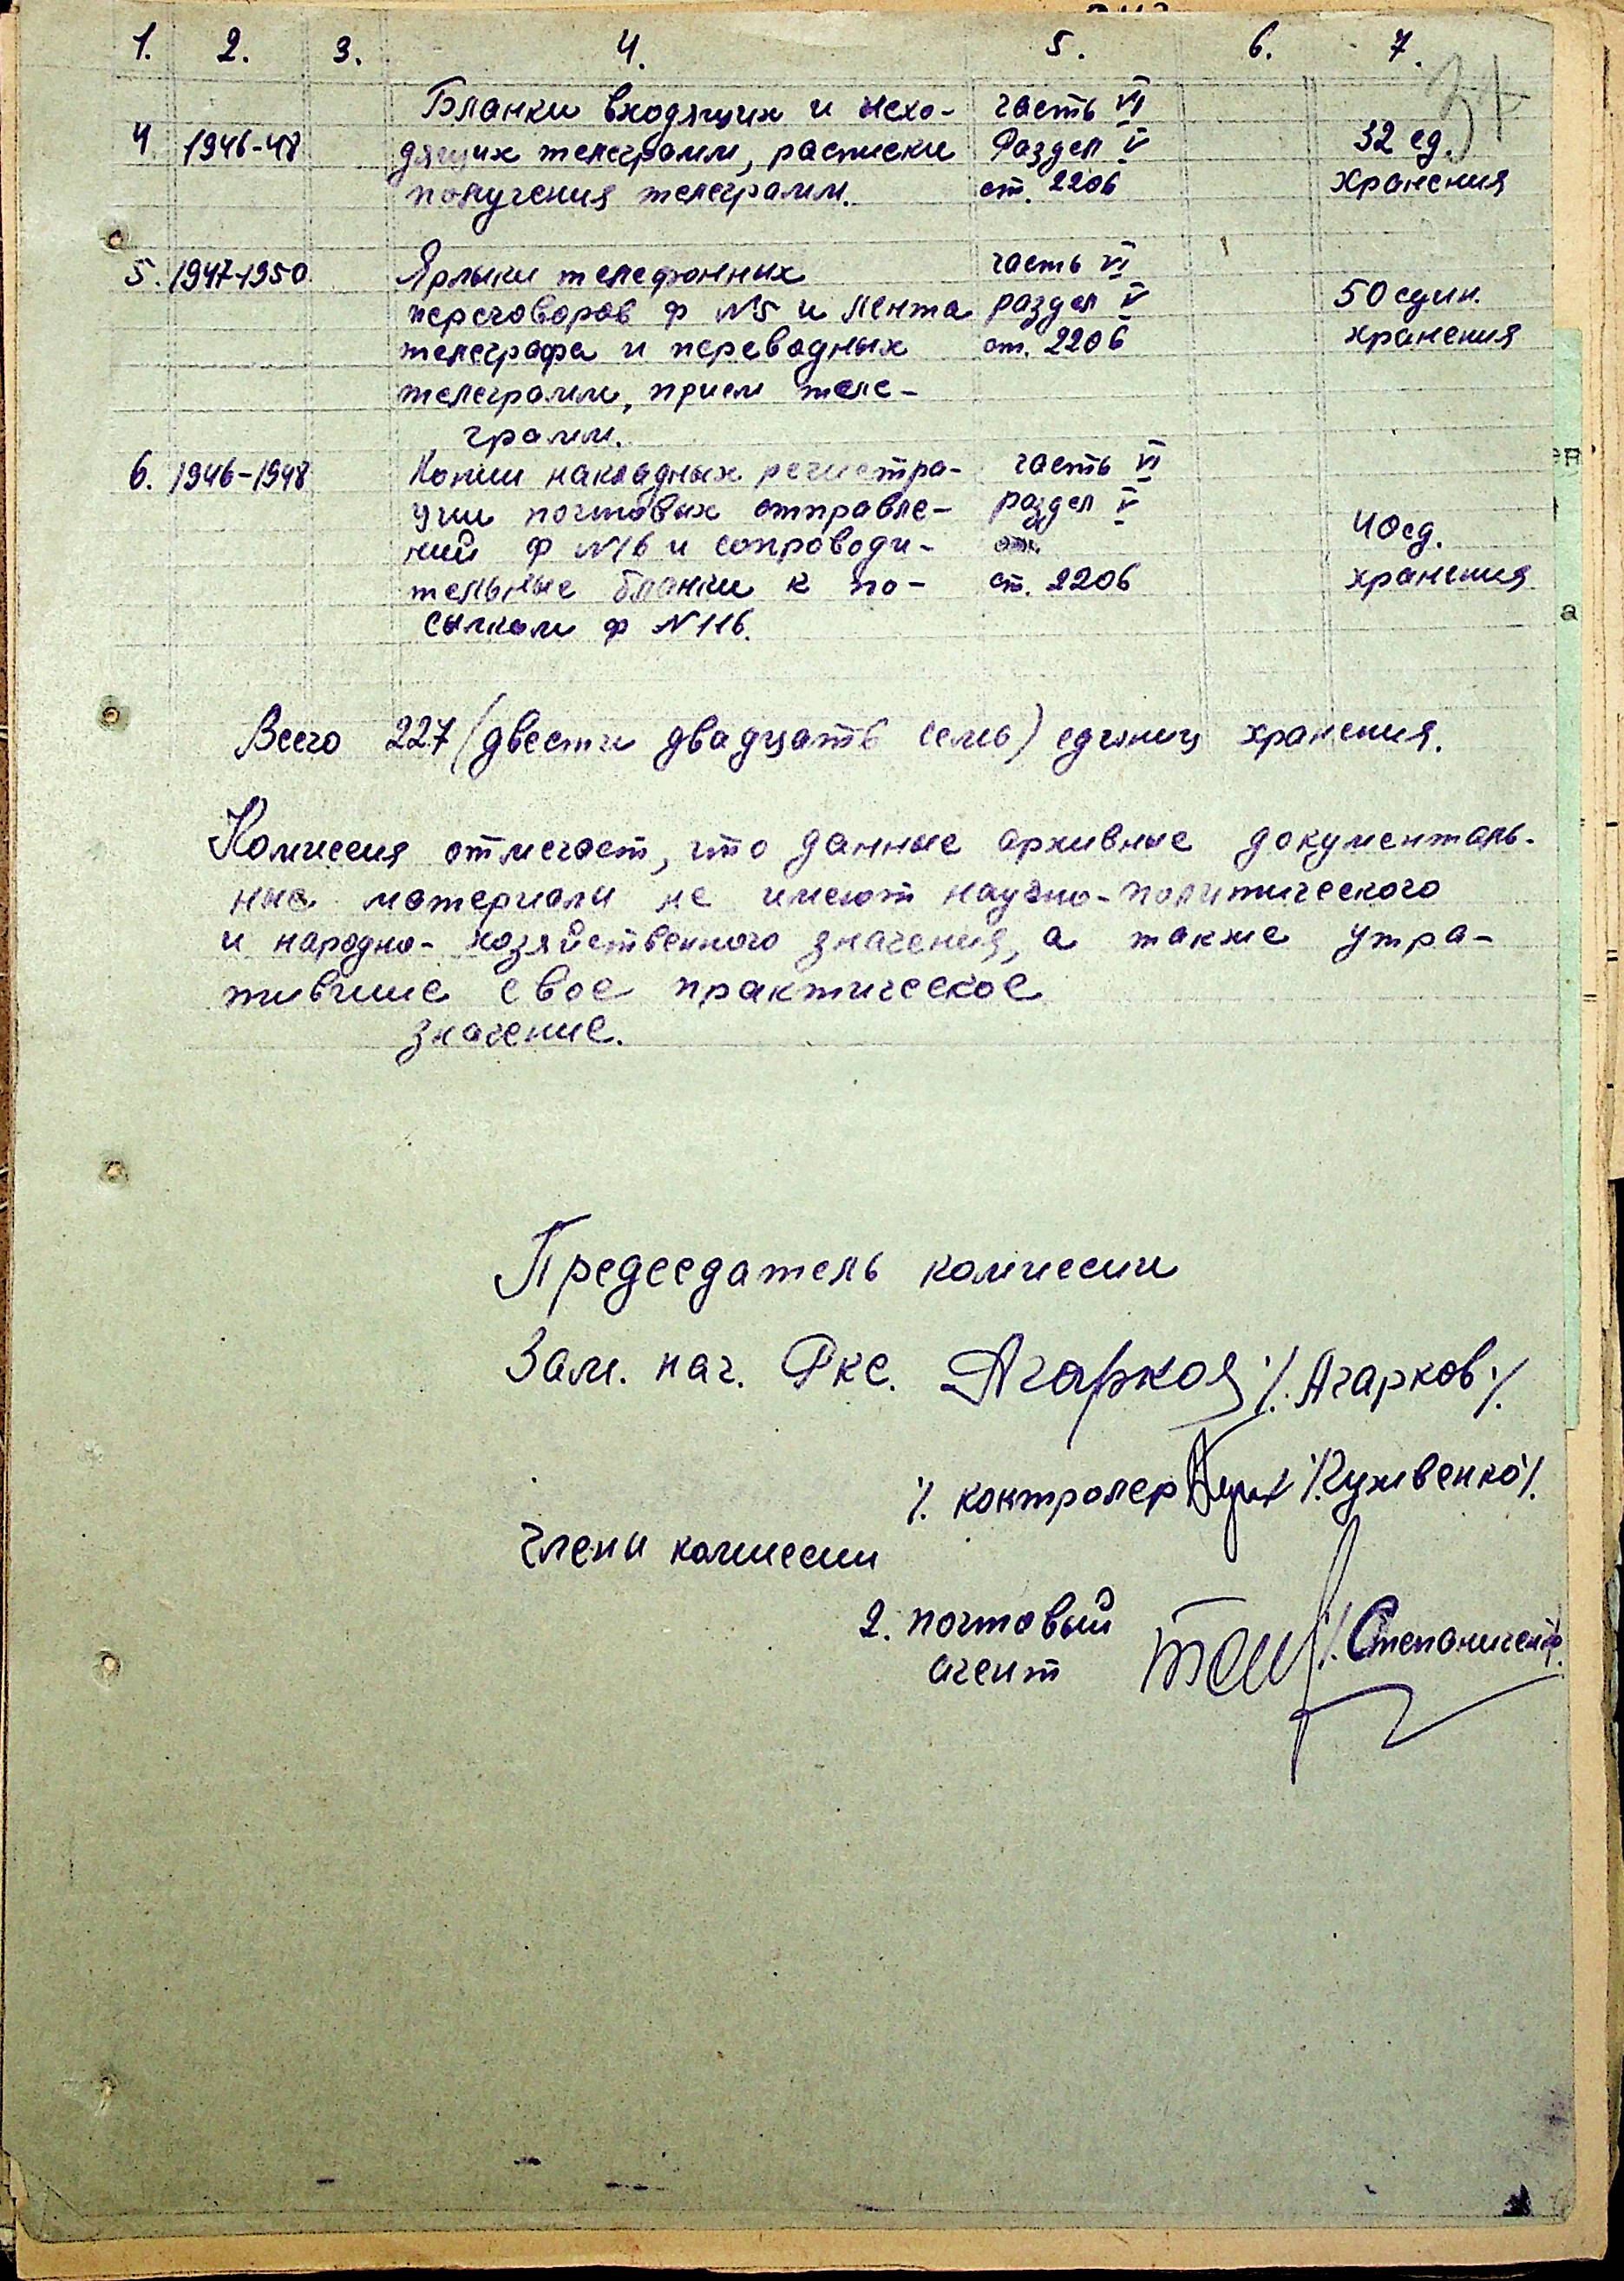 1. 2. 3. 4. 5. 6. 7.
Бланки входящих и исхо- часть VI
4 1946-48 дящих телеграмм, расписки Раздел V 32 ед.
получения телеграмм. ст. 2206 хранения
5. 1947-1950 Ярлыки телефонных часть VI
переговоров ф №5 и лента раздел V 50 един.
телеграфа и переводных ст. 2206 хранения
телеграмм, прием теле-
грамм.
6. 1946-1948 Копии накладных регистра- часть VI
ции почтовых отправле- раздел V
ний ф №16 и сопроводи- 40 ед.
тельные бланки к по- ст. 2206 хранения
сылкам ф №116.
Всего 227 (двести двадцать семь) единиц хранения.
Комиссия отмечает, что данные архивные документаль-
ные материалы не имеют научно-политического
и народно-хозяйственного значения, а также утра-
тившие свое практическое
значение.
Председатель комиссии
Зам. нач. Ркс. Агарков /. Агарков./.
/. контролер /.Куживенко/.
Члены комиссии
2. почтовый /. Степаниченко/.
агент